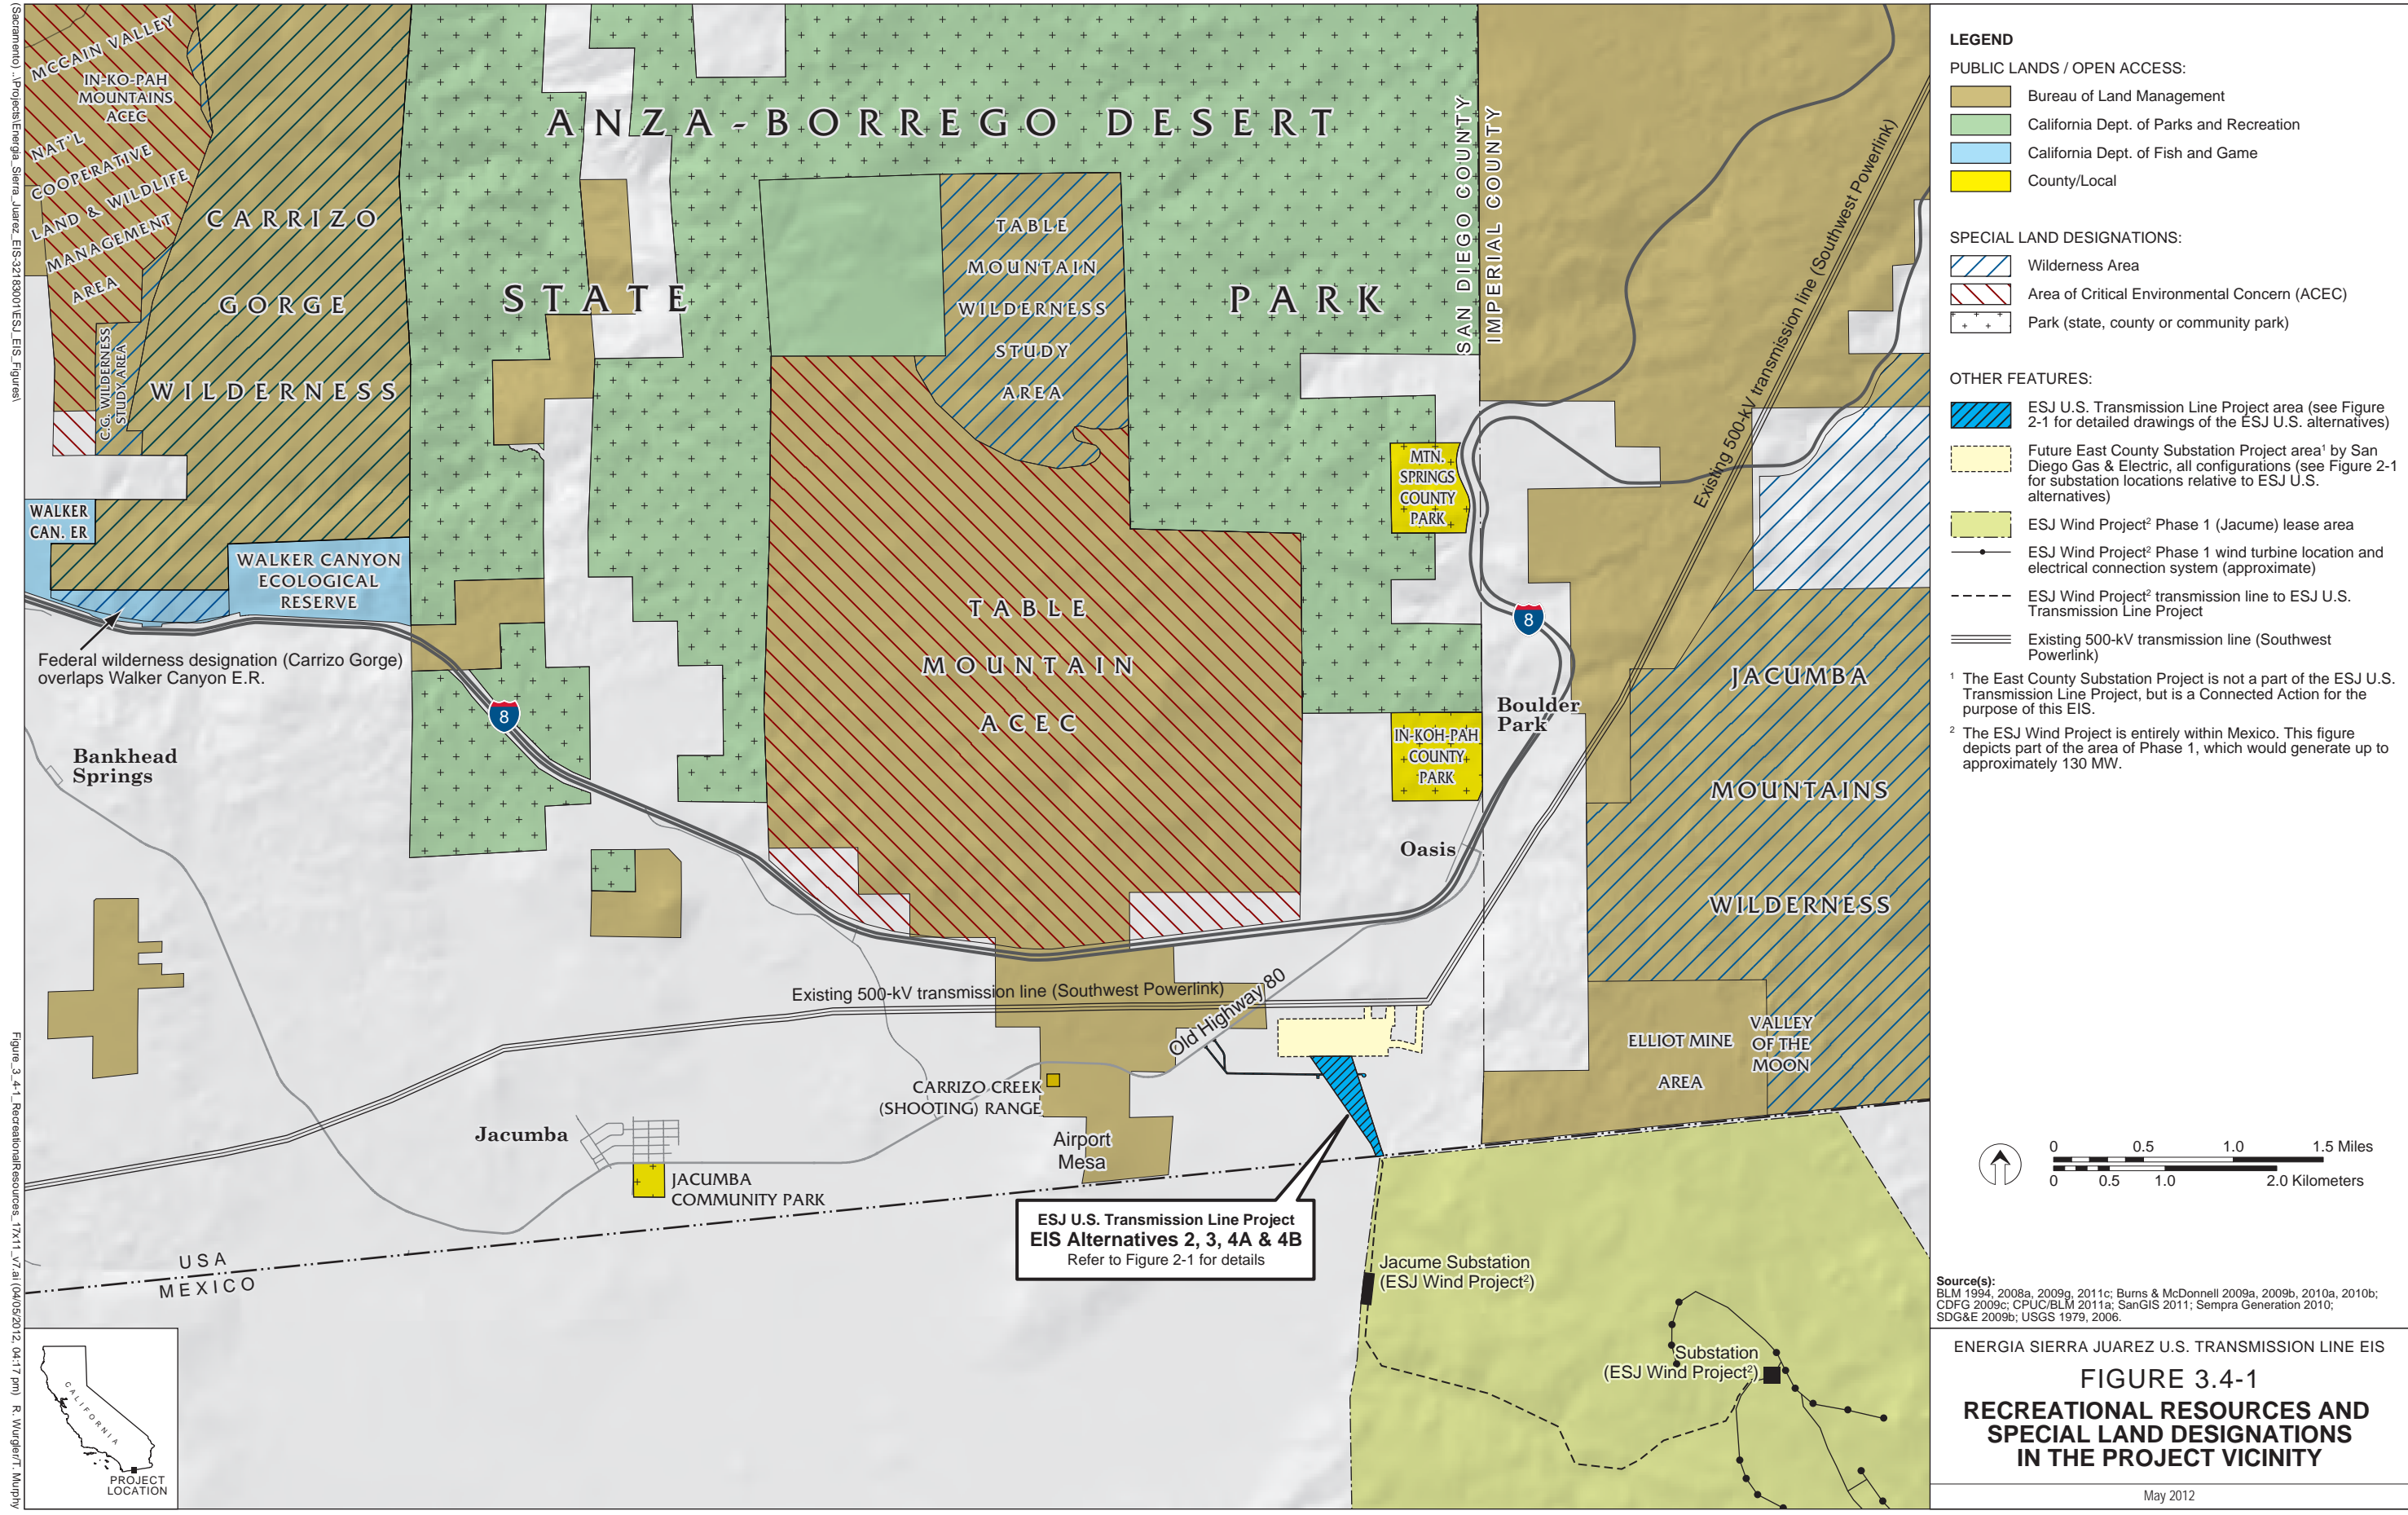 (Sacramento) ..\Projects\Energia_Sierra_Juarez_EIS-32183001\ESJ_EIS_Figures\
Figure_3_4-1_RecreationalResources_17x11_v7.ai (04/05/2012, 04:17 pm) R. Wurgler/T. Murphy
MCCAIN VALLEY
IN-KO-PAH
MOUNTAINS
ACEC
NAT'L
COOPERATIVE
LAND & WILDLIFE
MANAGEMENT
AREA
CARRIZO
GORGE
WILDERNESS
C.G. WILDERNESS
STUDY AREA
WALKER
CAN. ER
WALKER CANYON
ECOLOGICAL
RESERVE
Federal wilderness designation (Carrizo Gorge)
overlaps Walker Canyon E.R.
ANZA-BORREGO DESERT
STATE
PARK
TABLE
MOUNTAIN
WILDERNESS
STUDY
AREA
SAN DIEGO COUNTY
IMPERIAL COUNTY
Existing 500-kV transmission line (Southwest Powerlink)
MTN.
SPRINGS
COUNTY
PARK
8
8
TABLE
MOUNTAIN
ACEC
Boulder
Park
IN-KOH-PAH
COUNTY
PARK
Oasis
JACUMBA
MOUNTAINS
WILDERNESS
Bankhead
Springs
Existing 500-kV transmission line (Southwest Powerlink)
Old Highway 80
ELLIOT MINE
AREA
VALLEY
OF THE
MOON
CARRIZO CREEK
(SHOOTING) RANGE
Jacumba
Airport
Mesa
JACUMBA
COMMUNITY PARK
USA
MEXICO
ESJ U.S. Transmission Line Project
EIS Alternatives 2, 3, 4A & 4B
Refer to Figure 2-1 for details
Jacume Substation
(ESJ Wind Project²)
Substation
(ESJ Wind Project²)
CALIFORNIA
PROJECT
LOCATION
LEGEND
PUBLIC LANDS / OPEN ACCESS:
Bureau of Land Management
California Dept. of Parks and Recreation
California Dept. of Fish and Game
County/Local
SPECIAL LAND DESIGNATIONS:
Wilderness Area
Area of Critical Environmental Concern (ACEC)
Park (state, county or community park)
OTHER FEATURES:
ESJ U.S. Transmission Line Project area (see Figure
2-1 for detailed drawings of the ESJ U.S. alternatives)
Future East County Substation Project area¹ by San
Diego Gas & Electric, all configurations (see Figure 2-1
for substation locations relative to ESJ U.S.
alternatives)
ESJ Wind Project² Phase 1 (Jacume) lease area
ESJ Wind Project² Phase 1 wind turbine location and
electrical connection system (approximate)
ESJ Wind Project² transmission line to ESJ U.S.
Transmission Line Project
Existing 500-kV transmission line (Southwest
Powerlink)
¹ The East County Substation Project is not a part of the ESJ U.S.
Transmission Line Project, but is a Connected Action for the
purpose of this EIS.
² The ESJ Wind Project is entirely within Mexico. This figure
depicts part of the area of Phase 1, which would generate up to
approximately 130 MW.
0 0.5 1.0 1.5 Miles
0 0.5 1.0 2.0 Kilometers
Source(s):
BLM 1994, 2008a, 2009g, 2011c; Burns & McDonnell 2009a, 2009b, 2010a, 2010b;
CDFG 2009c; CPUC/BLM 2011a; SanGIS 2011; Sempra Generation 2010;
SDG&E 2009b; USGS 1979, 2006.
ENERGIA SIERRA JUAREZ U.S. TRANSMISSION LINE EIS
FIGURE 3.4-1
RECREATIONAL RESOURCES AND
SPECIAL LAND DESIGNATIONS
IN THE PROJECT VICINITY
May 2012